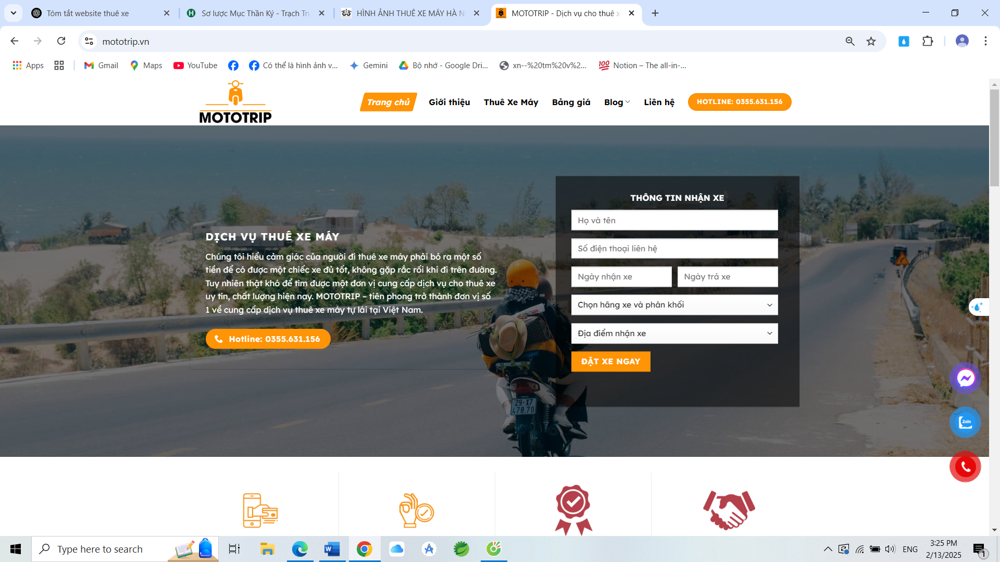 Tóm tắt website thuê xe
Sơ lược Mục Thần Ký - Trạch Trư
HÌNH ẢNH THUÊ XE MÁY HÀ N
MOTOTRIP - Dịch vụ cho thuê x
mototrip.vn
Apps
Gmail
Maps
YouTube
Có thể là hình ảnh v...
Gemini
Bộ nhớ - Google Dri...
xn--%20tm%20v%2...
Notion – The all-in-...
MOTOTRIP
Trang chủ
Giới thiệu
Thuê Xe Máy
Bảng giá
Blog
Liên hệ
HOTLINE: 0355.631.156
DỊCH VỤ THUÊ XE MÁY
Chúng tôi hiểu cảm giác của người đi thuê xe máy phải bỏ ra một số
tiền để có được một chiếc xe đủ tốt, không gặp rắc rối khi đi trên đường.
Tuy nhiên thật khó để tìm được một đơn vị cung cấp dịch vụ cho thuê xe
uy tín, chất lượng hiện nay. MOTOTRIP – tiên phong trở thành đơn vị số
1 về cung cấp dịch vụ thuê xe máy tự lái tại Việt Nam.
Hotline: 0355.631.156
THÔNG TIN NHẬN XE
Họ và tên
Số điện thoại liên hệ
Ngày nhận xe
Ngày trả xe
Chọn hãng xe và phân khối
Địa điểm nhận xe
ĐẶT XE NGAY
29-X7
478.70
Zalo
Type here to search
ENG
3:25 PM
2/13/2025
1